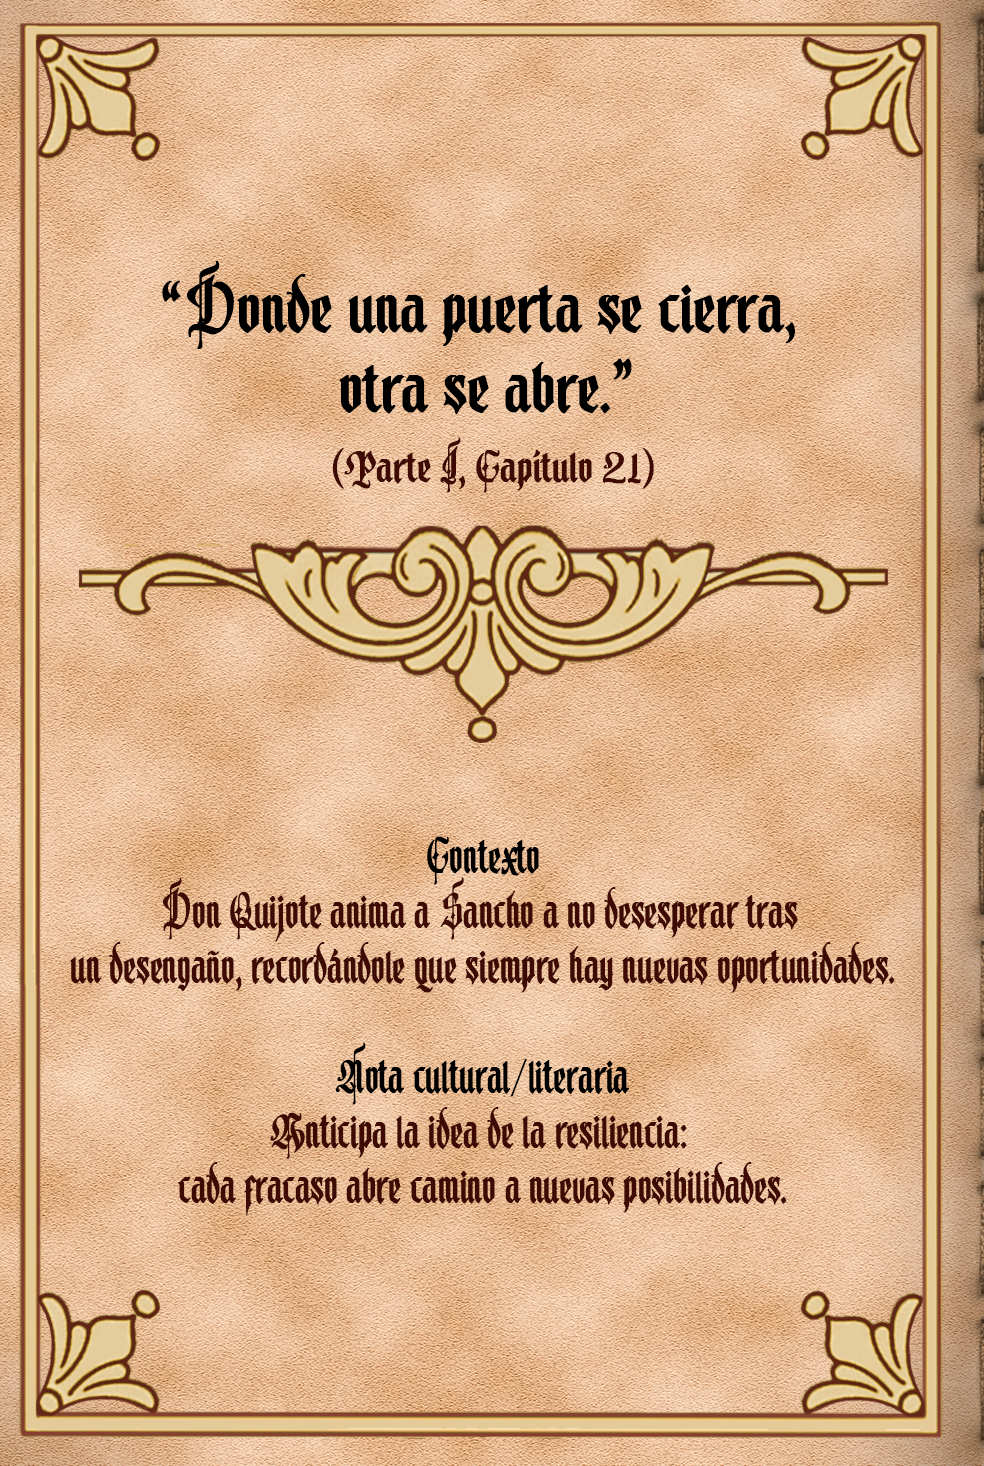 “Donde una puerta se cierra,
otra se abre.”
(Parte I, Capítulo 21)
Contexto
Don Quijote anima a Sancho a no desesperar tras
un desengaño, recordándole que siempre hay nuevas oportunidades.
Nota cultural/literaria
Anticipa la idea de la resiliencia:
cada fracaso abre camino a nuevas posibilidades.